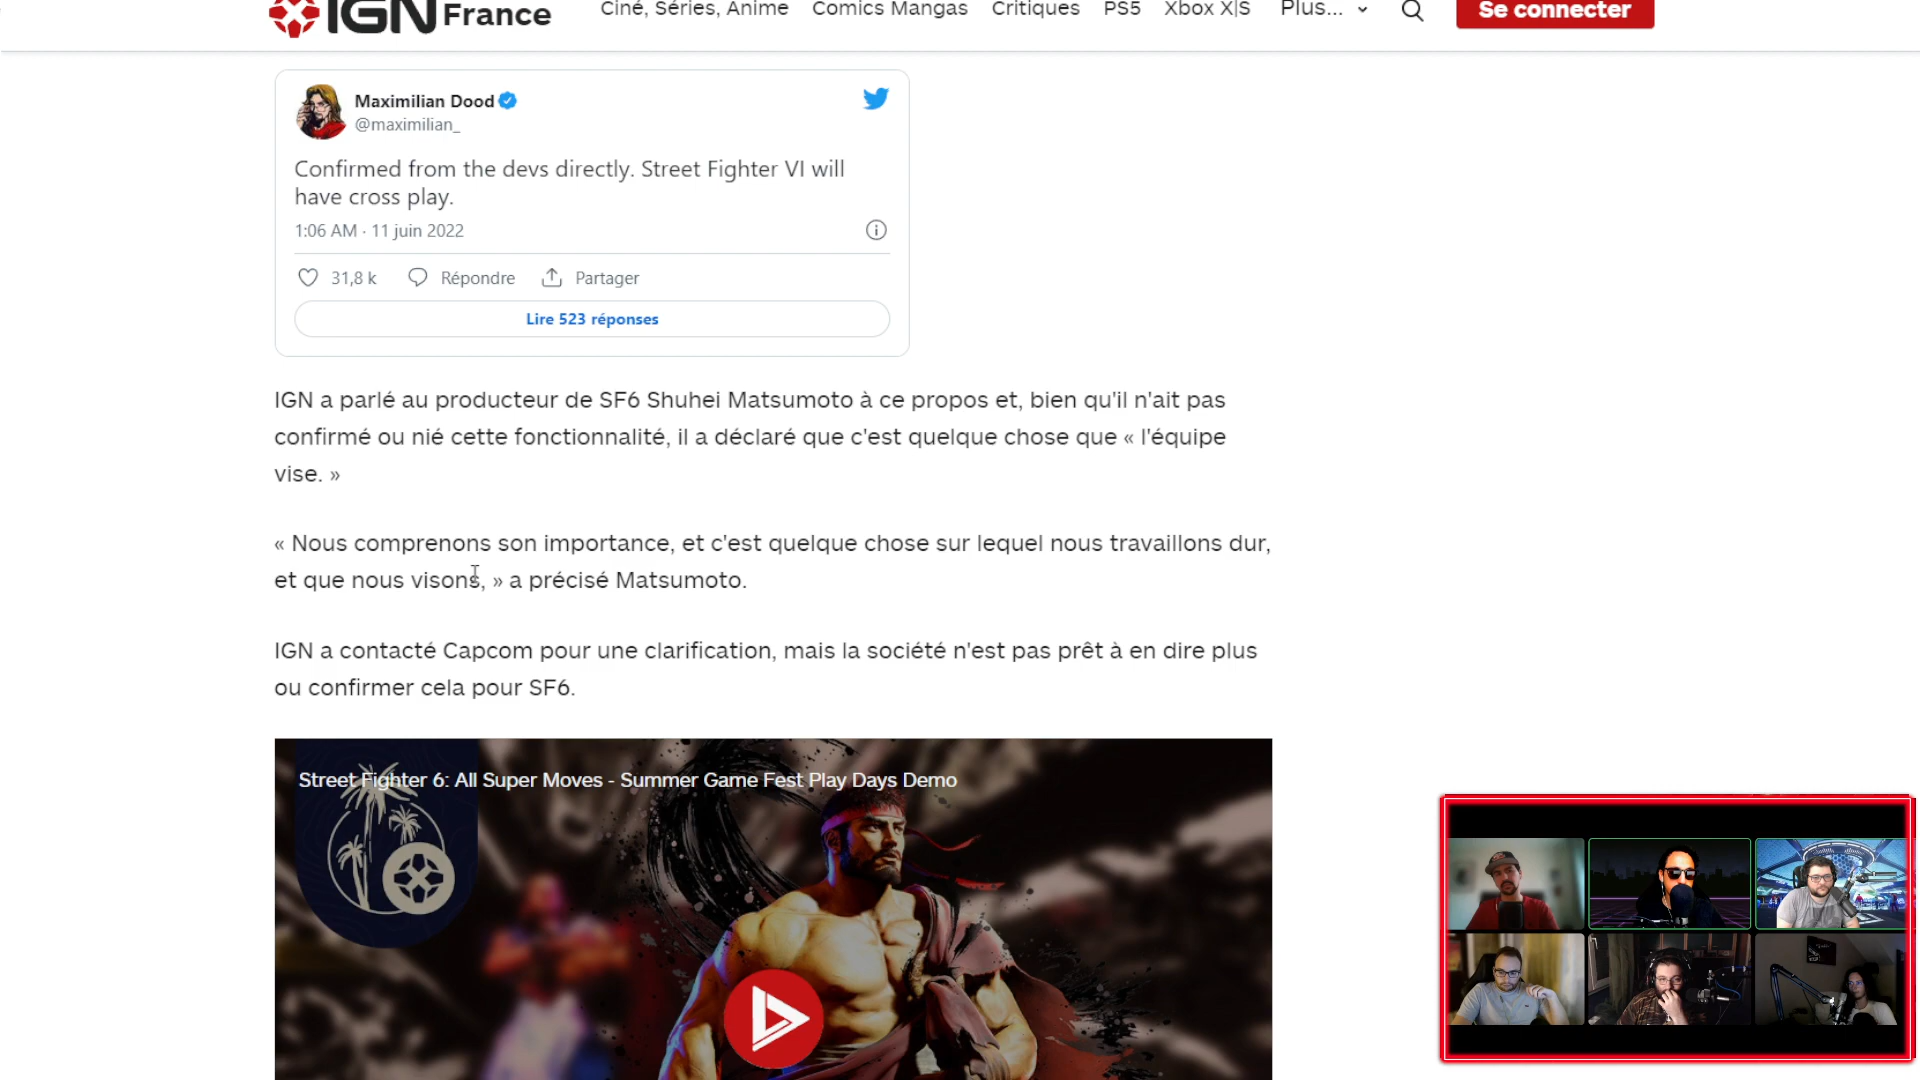 IGN France
Ciné, Séries, Anime Comics Mangas Critiques PS5 Xbox X|S Plus... Se connecter
Maximilian Dood
@maximilian_
Confirmed from the devs directly. Street Fighter VI will
have cross play.
1:06 AM · 11 juin 2022
31,8 k Répondre Partager
Lire 523 réponses
IGN a parlé au producteur de SF6 Shuhei Matsumoto à ce propos et, bien qu'il n'ait pas
confirmé ou nié cette fonctionnalité, il a déclaré que c'est quelque chose que « l'équipe
vise. »
« Nous comprenons son importance, et c'est quelque chose sur lequel nous travaillons dur,
et que nous visons, » a précisé Matsumoto.
IGN a contacté Capcom pour une clarification, mais la société n'est pas prêt à en dire plus
ou confirmer cela pour SF6.
Street Fighter 6: All Super Moves - Summer Game Fest Play Days Demo